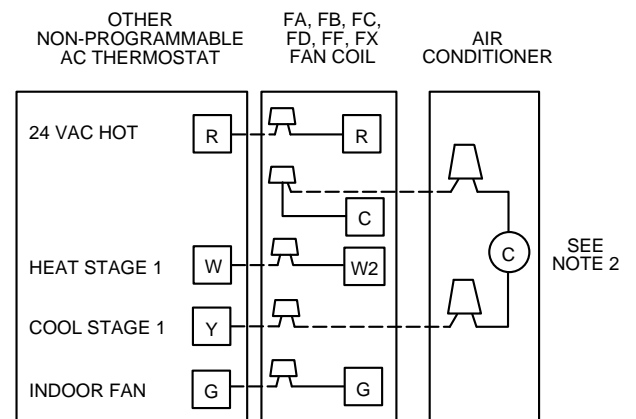 OTHER
NON-PROGRAMMABLE
AC THERMOSTAT
FA, FB, FC,
FD, FF, FX
FAN COIL
AIR
CONDITIONER
24 VAC HOT
R
R
C
HEAT STAGE 1
W
W2
C
SEE
NOTE 2
COOL STAGE 1
Y
INDOOR FAN
G
G